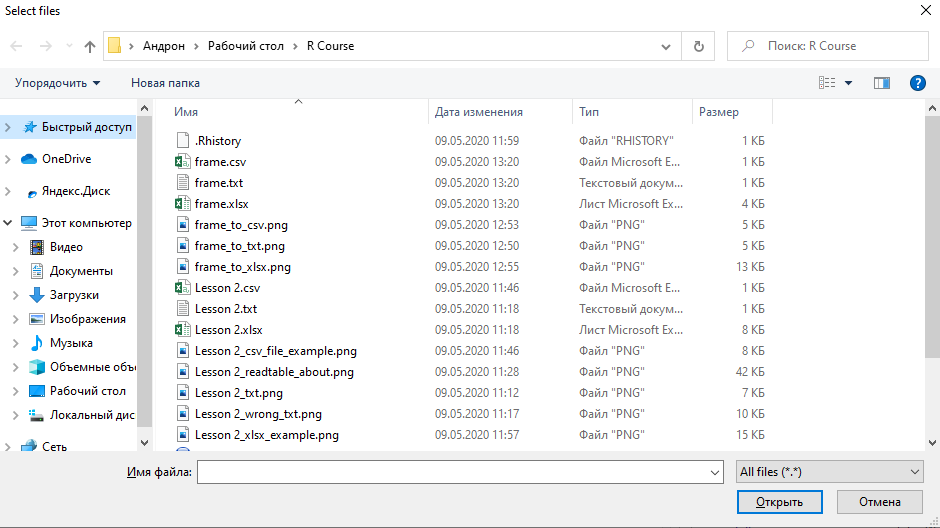 Select files
Андрон › Рабочий стол › R Course
Поиск: R Course
Упорядочить
Новая папка
?
Быстрый доступ
OneDrive
Яндекс.Диск
Этот компьютер
Видео
Документы
Загрузки
Изображения
Музыка
Объемные объ
Рабочий стол
Локальный дис
Сеть
Имя Дата изменения Тип Размер
.Rhistory 09.05.2020 11:59 Файл "RHISTORY" 1 КБ
frame.csv 09.05.2020 13:20 Файл Microsoft E... 1 КБ
frame.txt 09.05.2020 13:20 Текстовый докум... 1 КБ
frame.xlsx 09.05.2020 13:20 Лист Microsoft Ex... 4 КБ
frame_to_csv.png 09.05.2020 12:53 Файл "PNG" 5 КБ
frame_to_txt.png 09.05.2020 12:50 Файл "PNG" 5 КБ
frame_to_xlsx.png 09.05.2020 12:55 Файл "PNG" 13 КБ
Lesson 2.csv 09.05.2020 11:46 Файл Microsoft E... 1 КБ
Lesson 2.txt 09.05.2020 11:18 Текстовый докум... 1 КБ
Lesson 2.xlsx 09.05.2020 11:18 Лист Microsoft Ex... 8 КБ
Lesson 2_csv_file_example.png 09.05.2020 11:46 Файл "PNG" 8 КБ
Lesson 2_readtable_about.png 09.05.2020 11:28 Файл "PNG" 42 КБ
Lesson 2_txt.png 09.05.2020 11:12 Файл "PNG" 7 КБ
Lesson 2_wrong_txt.png 09.05.2020 11:17 Файл "PNG" 10 КБ
Lesson 2_xlsx_example.png 09.05.2020 11:57 Файл "PNG" 15 КБ
Имя файла:
All files (*.*)
Открыть
Отмена